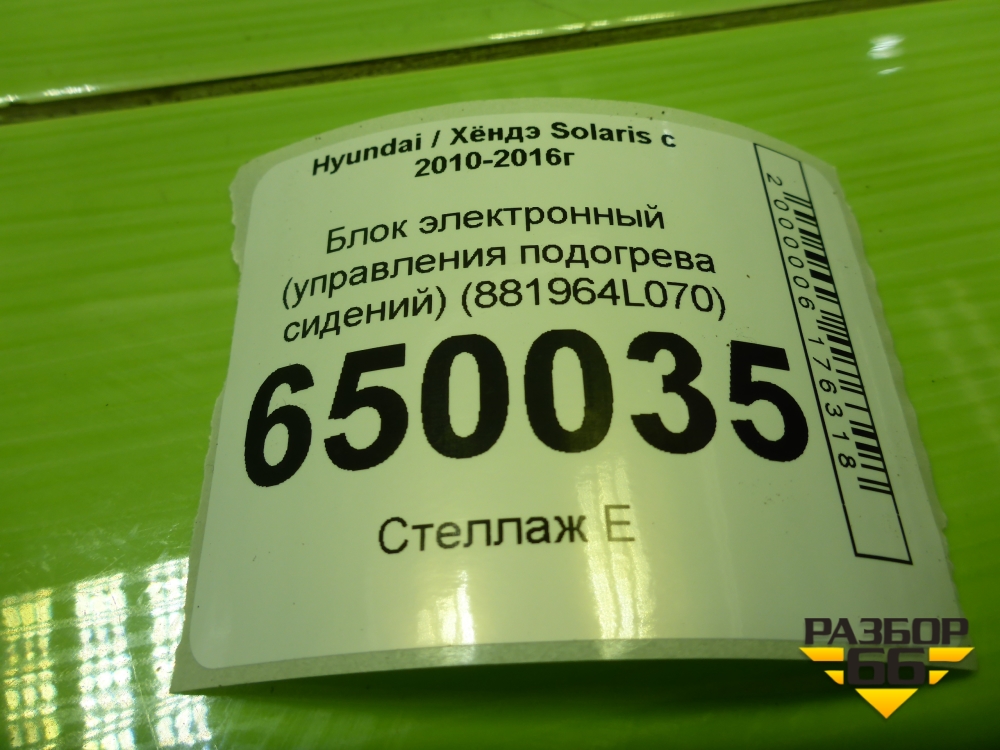 Hyundai / Хёндэ Solaris с
2010-2016г
Блок электронный
(управления подогрева
сидений) (881964L070)
650035
Стеллаж Е
2000006176318
РАЗБОР
66